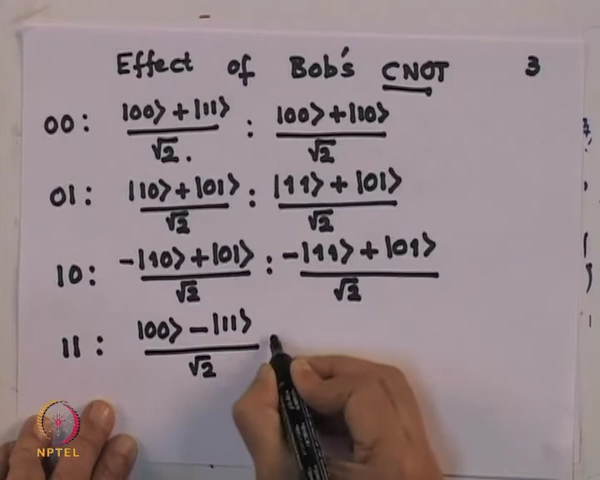 Effect of Bob's CNOT 3
00: |00⟩+|11⟩/√2. : |00⟩+|10⟩/√2
01: |10⟩+|01⟩/√2 : |11⟩+|01⟩/√2
10: -|10⟩+|01⟩/√2 : -|11⟩+|01⟩/√2
11: |00⟩-|11⟩/√2
NPTEL